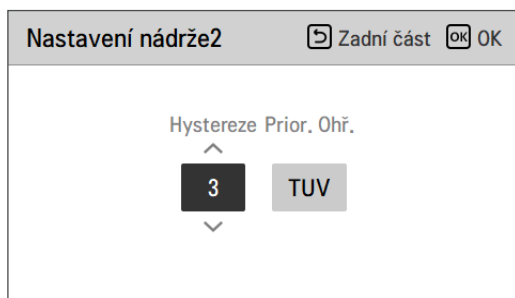 Nastavení nádrže2 Zadní část OK OK
Hystereze Prior. Ohř.
3 TUV